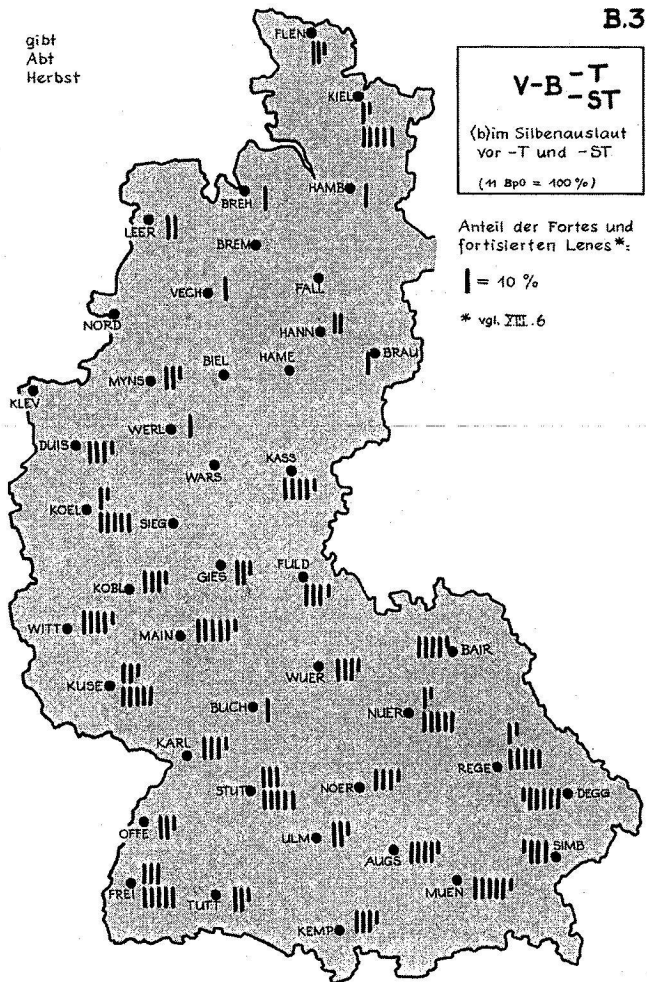 B.3
gibt
Abt
Herbst
V-B -T
-ST
(b) im Silbenauslaut
vor -T und -ST
(11 BpO = 100 %)
Anteil der Fortes und
fortisierten Lenes*:
= 10 %
* vgl. XIII.6
FLEN
KIEL
HAMB
BREH
LEER
BREM
VECH
FALL
NORD
HANN
BRAU
MYNS
BIEL
HAME
KLEV
WERL
DUIS
WARS
KASS
KOEL
SIEG
GIES
FULD
KOBL
WITT
MAIN
BAIR
WUER
KUSE
BUCH
NUER
KARL
REGE
STUT
NOER
DEGG
OFFE
ULM
AUGS
SIMB
FREI
TUTT
MUEN
KEMP